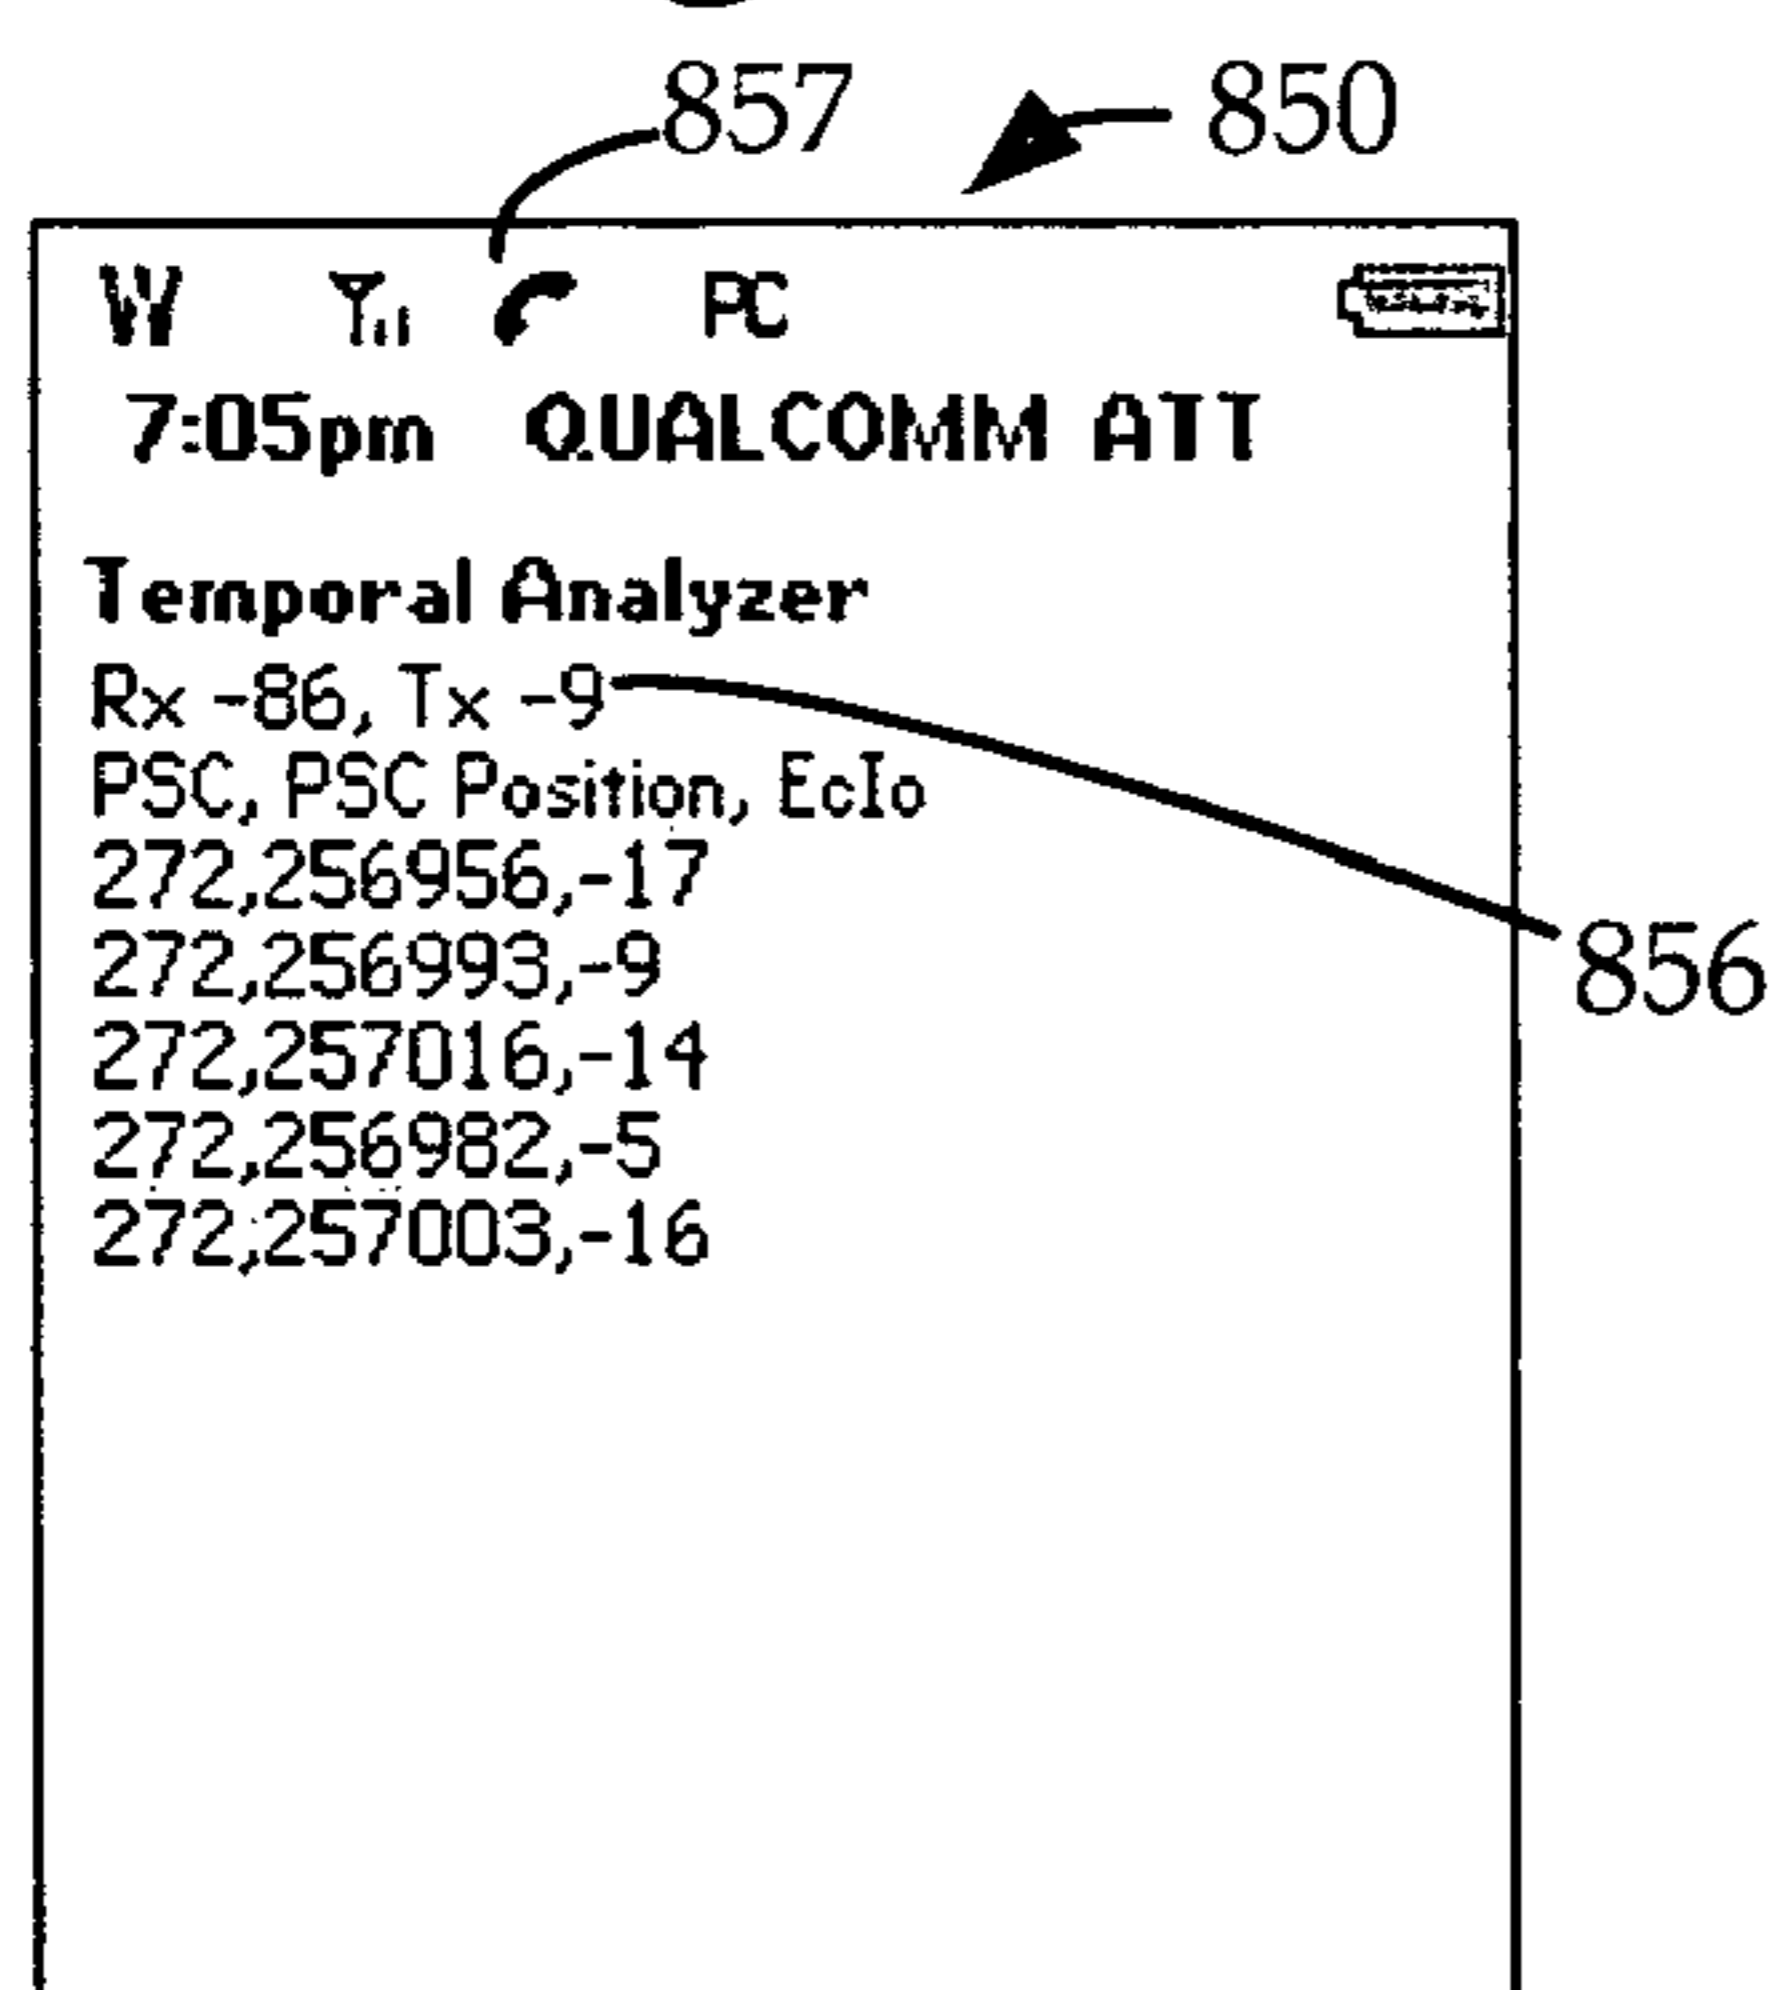 857 850
W PC
7:05pm QUALCOMM ATT
Temporal Analyzer
Rx -86, Tx -9
PSC, PSC Position, EcIo
272,256956,-17
272,256993,-9
856
272,257016,-14
272,256982,-5
272,257003,-16